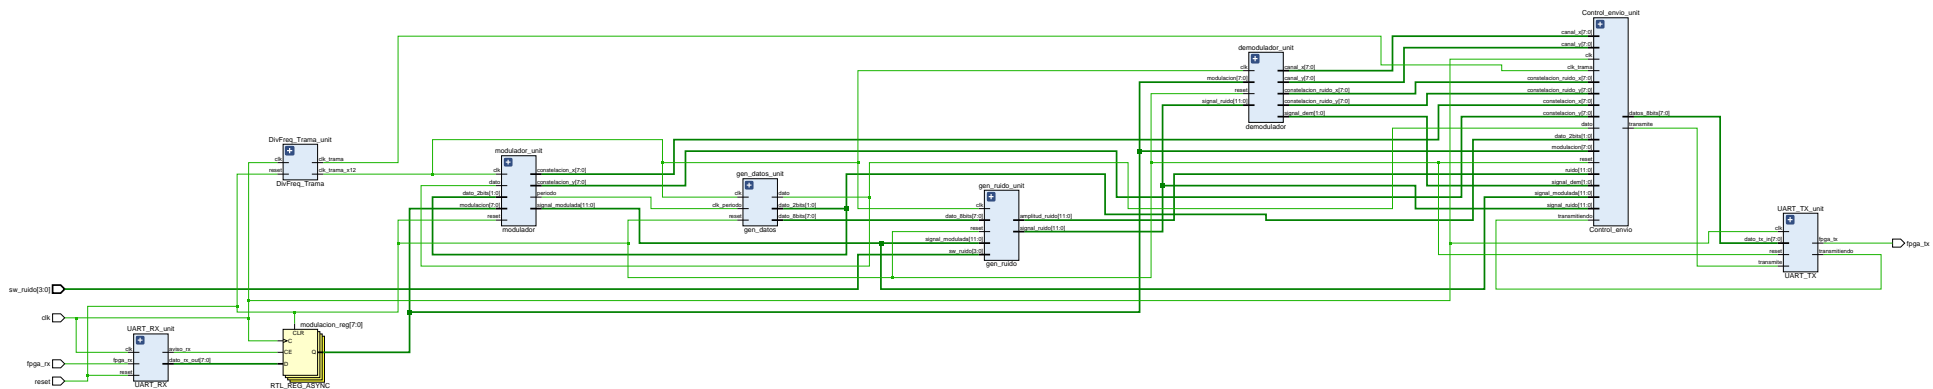 Control_envio_unit
canal_x[7:0]
canal_y[7:0]
clk
clk_trama
constelacion_ruido_x[7:0]
constelacion_ruido_y[7:0]
constelacion_x[7:0]
constelacion_y[7:0]
dato
dato_2bits[1:0]
modulacion[7:0]
reset
ruido[11:0]
signal_dem[1:0]
signal_modulada[11:0]
signal_ruido[11:0]
transmitiendo
datos_8bits[7:0]
transmite
Control_envio
demodulador_unit
clk
modulacion[7:0]
reset
signal_ruido[11:0]
canal_x[7:0]
canal_y[7:0]
constelacion_ruido_x[7:0]
constelacion_ruido_y[7:0]
signal_dem[1:0]
demodulador
DivFreq_Trama_unit
clk
reset
clk_trama
clk_trama_x12
DivFreq_Trama
modulador_unit
clk
dato
dato_2bits[1:0]
modulacion[7:0]
reset
constelacion_x[7:0]
constelacion_y[7:0]
periodo
signal_modulada[11:0]
modulador
gen_datos_unit
clk
clk_periodo
reset
dato
dato_2bits[1:0]
dato_8bits[7:0]
gen_datos
gen_ruido_unit
clk
dato_8bits[7:0]
reset
signal_modulada[11:0]
sw_ruido[3:0]
amplitud_ruido[11:0]
signal_ruido[11:0]
gen_ruido
UART_TX_unit
clk
dato_tx_in[7:0]
reset
transmite
fpga_tx
transmitiendo
UART_TX
fpga_tx
sw_ruido[3:0]
clk
fpga_rx
reset
UART_RX_unit
clk
fpga_rx
reset
aviso_rx
dato_rx_out[7:0]
UART_RX
modulacion_reg[7:0]
CLR
C
CE
D
Q
RTL_REG_ASYNC